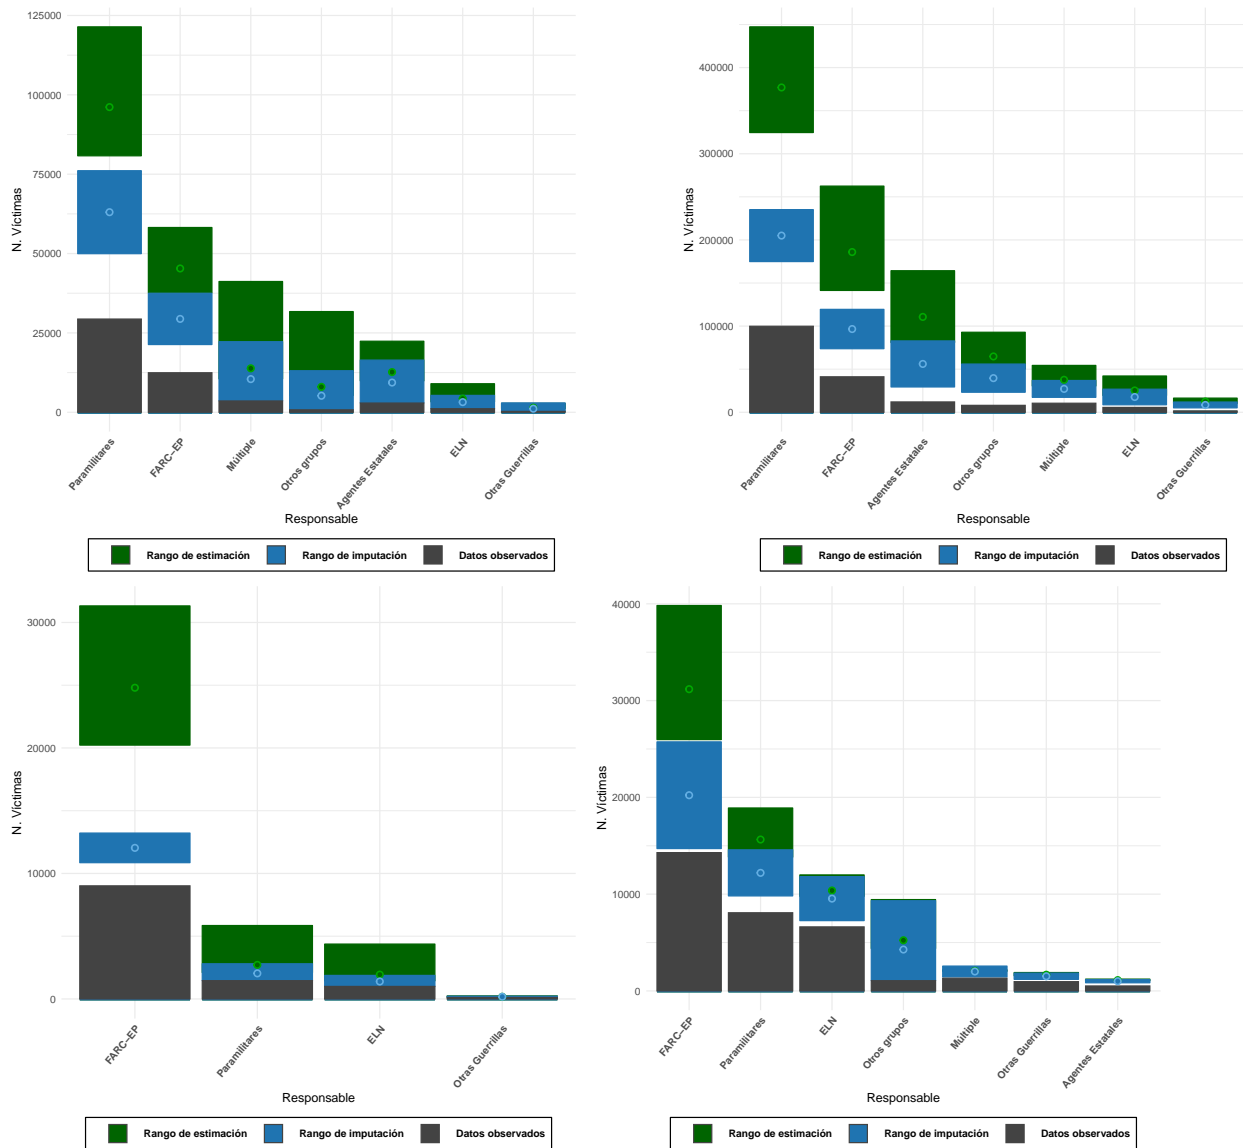 125000
100000
75000
50000
25000
0
N. Víctimas
Paramilitares
FARC−EP
Múltiple
Otros grupos
Agentes Estatales
ELN
Otras Guerrillas
Responsable
Rango de estimación Rango de imputación Datos observados
400000
300000
200000
100000
0
N. Víctimas
Paramilitares
FARC−EP
Agentes Estatales
Otros grupos
Múltiple
ELN
Otras Guerrillas
Responsable
Rango de estimación Rango de imputación Datos observados
30000
20000
10000
0
N. Víctimas
FARC−EP
Paramilitares
ELN
Otras Guerrillas
Responsable
Rango de estimación Rango de imputación Datos observados
40000
30000
20000
10000
0
N. Víctimas
FARC−EP
Paramilitares
ELN
Otros grupos
Múltiple
Otras Guerrillas
Agentes Estatales
Responsable
Rango de estimación Rango de imputación Datos observados